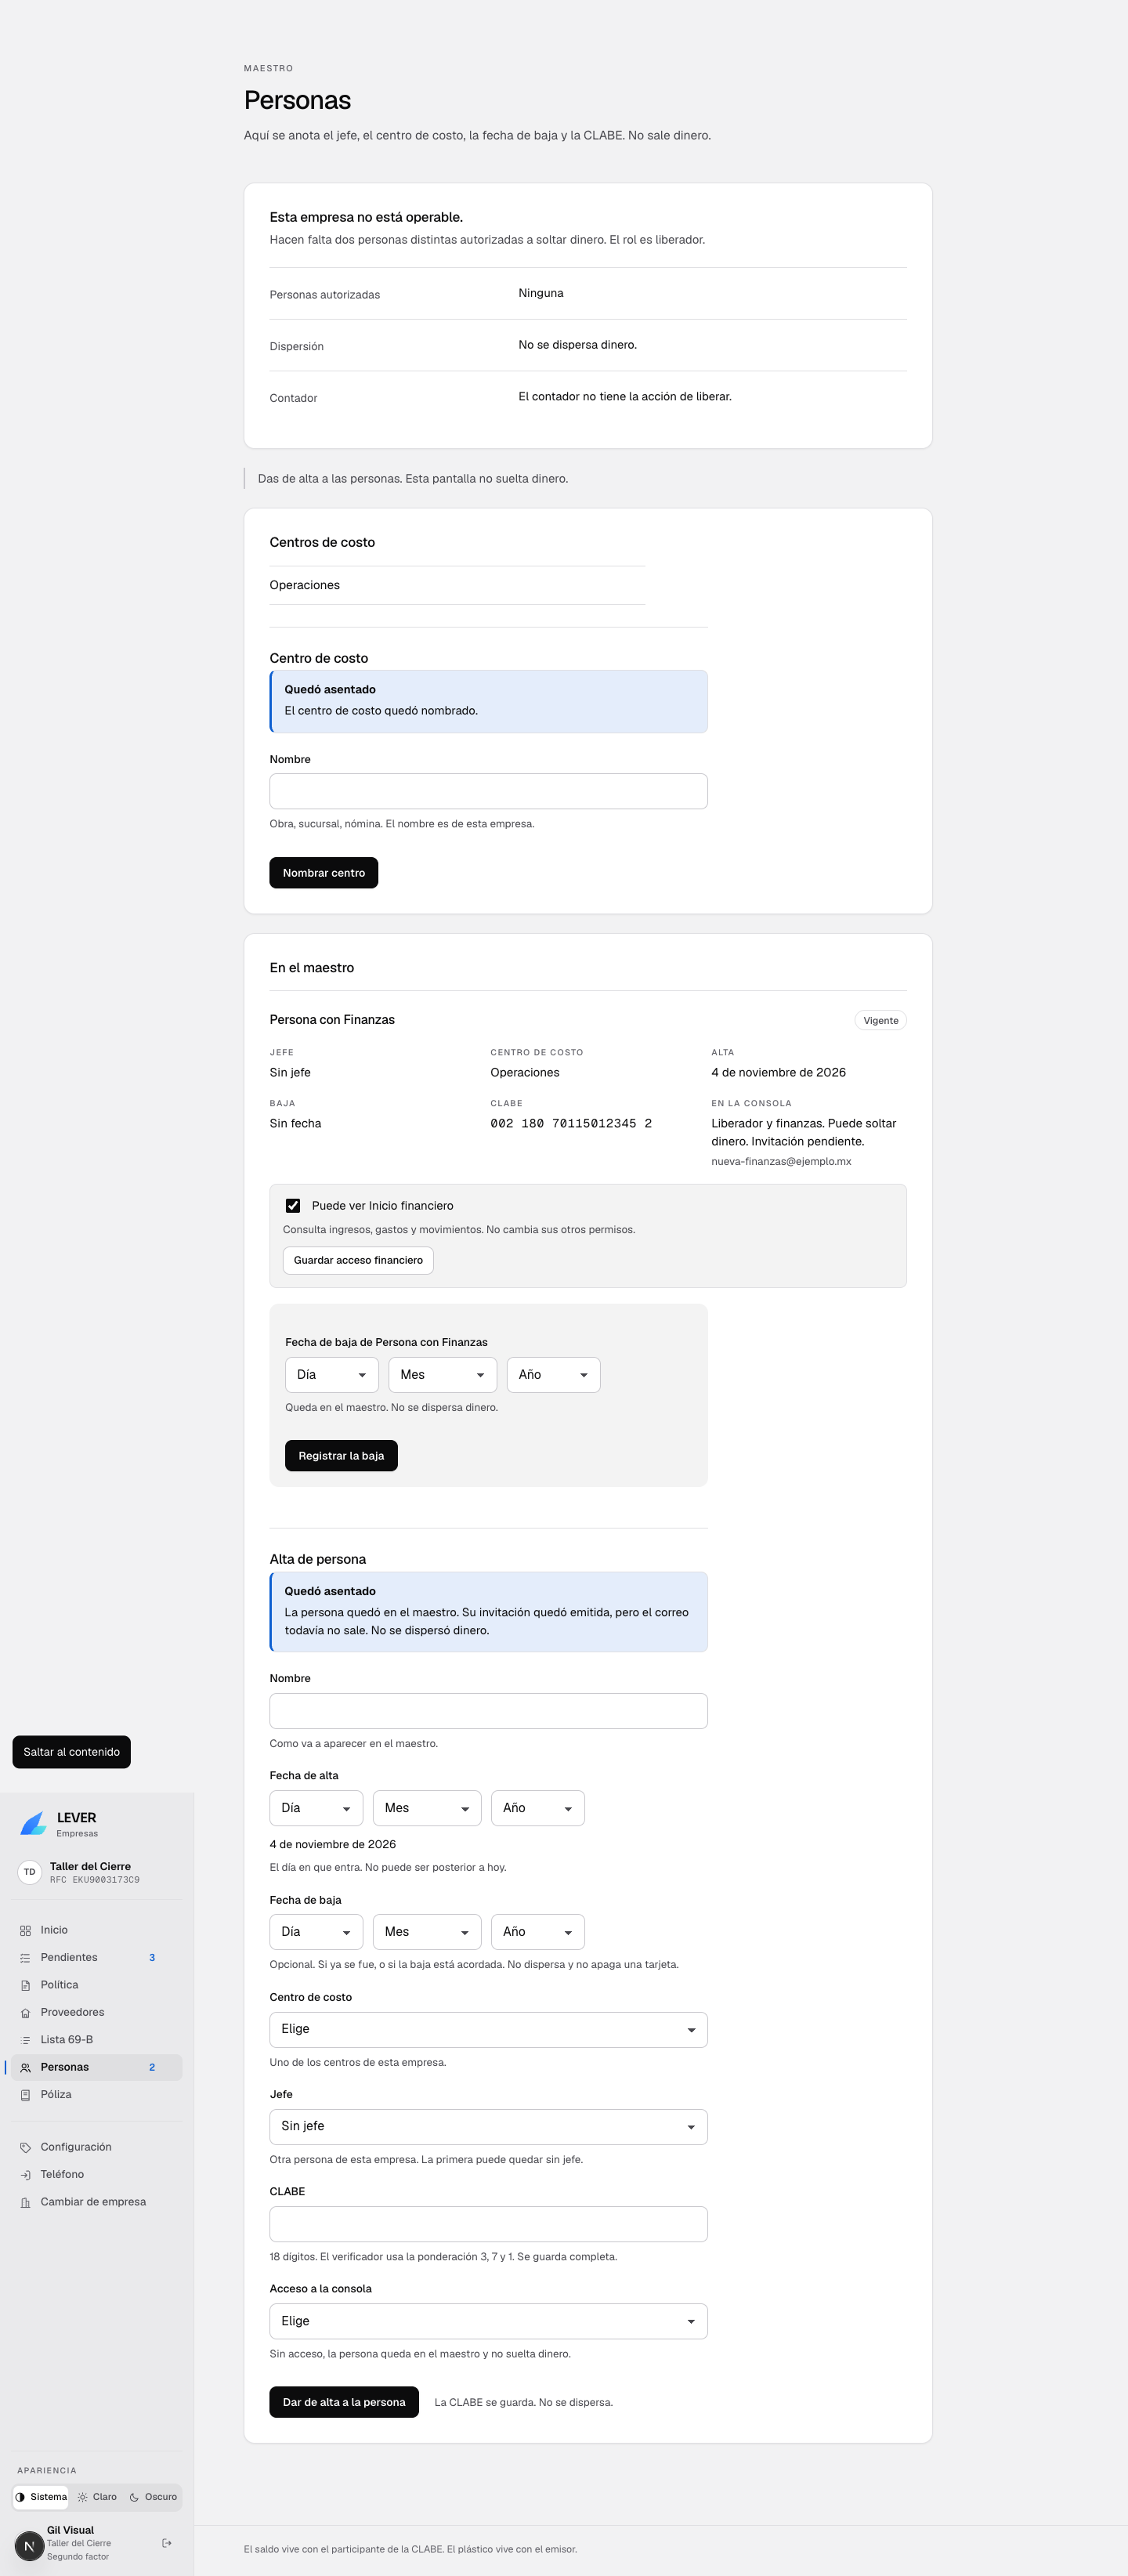 MAESTRO
Personas
Aquí se anota el jefe, el centro de costo, la fecha de baja y la CLABE. No sale dinero.
Esta empresa no está operable.
Hacen falta dos personas distintas autorizadas a soltar dinero. El rol es liberador.
Personas autorizadas
Ninguna
Dispersión
No se dispersa dinero.
Contador
El contador no tiene la acción de liberar.
Das de alta a las personas. Esta pantalla no suelta dinero.
Centros de costo
Operaciones
Centro de costo
Quedó asentado
El centro de costo quedó nombrado.
Nombre
Obra, sucursal, nómina. El nombre es de esta empresa.
Nombrar centro
En el maestro
Persona con Finanzas
Vigente
JEFE
Sin jefe
CENTRO DE COSTO
Operaciones
ALTA
4 de noviembre de 2026
BAJA
Sin fecha
CLABE
002 180 70115012345 2
EN LA CONSOLA
Liberador y finanzas. Puede soltar
dinero. Invitación pendiente.
nueva-finanzas@ejemplo.mx
Puede ver Inicio financiero
Consulta ingresos, gastos y movimientos. No cambia sus otros permisos.
Guardar acceso financiero
Fecha de baja de Persona con Finanzas
Día
Mes
Año
Queda en el maestro. No se dispersa dinero.
Registrar la baja
Alta de persona
Quedó asentado
La persona quedó en el maestro. Su invitación quedó emitida, pero el correo
todavía no sale. No se dispersó dinero.
Nombre
Como va a aparecer en el maestro.
Fecha de alta
Día
Mes
Año
4 de noviembre de 2026
El día en que entra. No puede ser posterior a hoy.
Fecha de baja
Día
Mes
Año
Opcional. Si ya se fue, o si la baja está acordada. No dispersa y no apaga una tarjeta.
Centro de costo
Elige
Uno de los centros de esta empresa.
Jefe
Sin jefe
Otra persona de esta empresa. La primera puede quedar sin jefe.
CLABE
18 dígitos. El verificador usa la ponderación 3, 7 y 1. Se guarda completa.
Acceso a la consola
Elige
Sin acceso, la persona queda en el maestro y no suelta dinero.
Dar de alta a la persona
La CLABE se guarda. No se dispersa.
Saltar al contenido
LEVER
Empresas
TD
Taller del Cierre
RFC EKU9003173C9
Inicio
Pendientes 3
Política
Proveedores
Lista 69-B
Personas 2
Póliza
Configuración
Teléfono
Cambiar de empresa
APARIENCIA
Sistema
Claro
Oscuro
N
Gil Visual
Taller del Cierre
Segundo factor
El saldo vive con el participante de la CLABE. El plástico vive con el emisor.